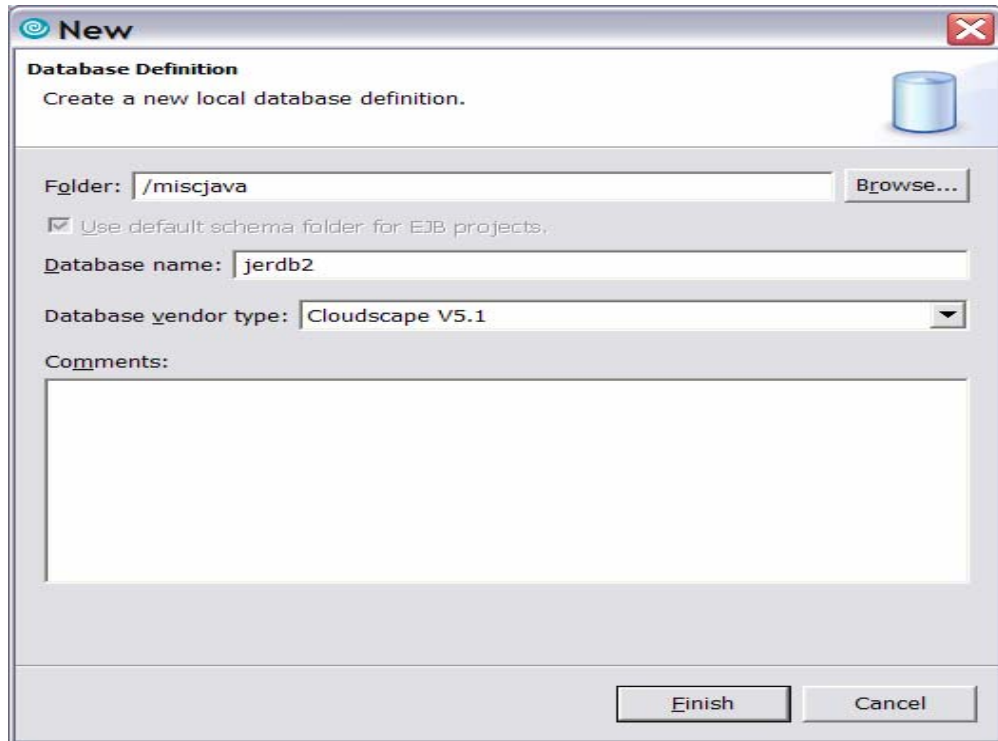 New
Database Definition
Create a new local database definition.
Folder: /miscjava Browse...
Use default schema folder for EJB projects.
Database name: jerdb2
Database vendor type: Cloudscape V5.1
Comments:
Finish Cancel